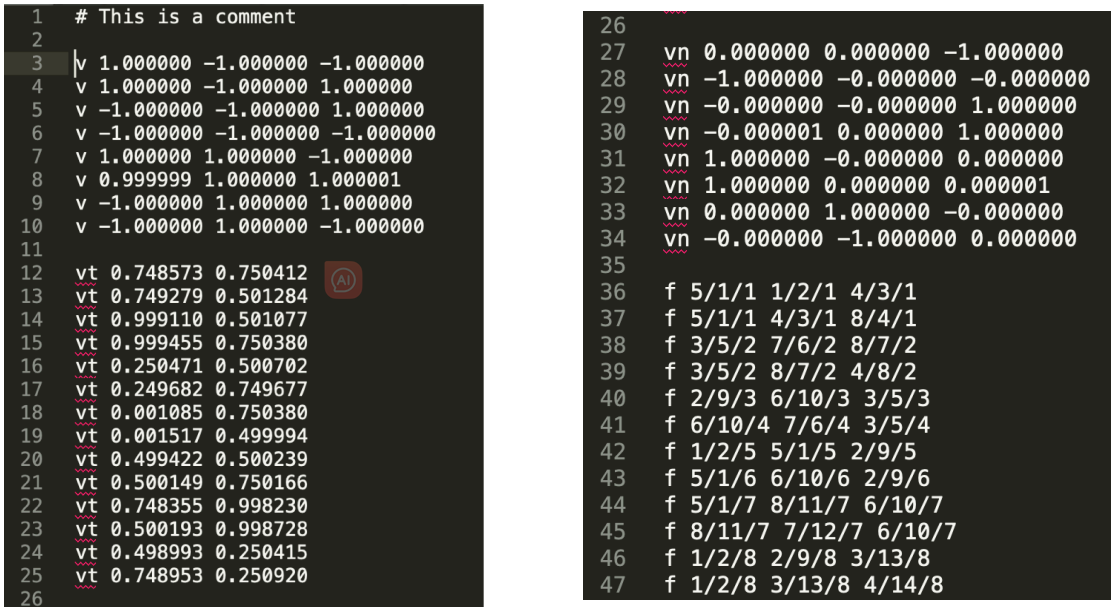 1 # This is a comment
2
3 v 1.000000 -1.000000 -1.000000
4 v 1.000000 -1.000000 1.000000
5 v -1.000000 -1.000000 1.000000
6 v -1.000000 -1.000000 -1.000000
7 v 1.000000 1.000000 -1.000000
8 v 0.999999 1.000000 1.000001
9 v -1.000000 1.000000 1.000000
10 v -1.000000 1.000000 -1.000000
11
12 vt 0.748573 0.750412
AI
13 vt 0.749279 0.501284
14 vt 0.999110 0.501077
15 vt 0.999455 0.750380
16 vt 0.250471 0.500702
17 vt 0.249682 0.749677
18 vt 0.001085 0.750380
19 vt 0.001517 0.499994
20 vt 0.499422 0.500239
21 vt 0.500149 0.750166
22 vt 0.748355 0.998230
23 vt 0.500193 0.998728
24 vt 0.498993 0.250415
25 vt 0.748953 0.250920
26
26
27 vn 0.000000 0.000000 -1.000000
28 vn -1.000000 -0.000000 -0.000000
29 vn -0.000000 -0.000000 1.000000
30 vn -0.000001 0.000000 1.000000
31 vn 1.000000 -0.000000 0.000000
32 vn 1.000000 0.000000 0.000001
33 vn 0.000000 1.000000 -0.000000
34 vn -0.000000 -1.000000 0.000000
35
36 f 5/1/1 1/2/1 4/3/1
37 f 5/1/1 4/3/1 8/4/1
38 f 3/5/2 7/6/2 8/7/2
39 f 3/5/2 8/7/2 4/8/2
40 f 2/9/3 6/10/3 3/5/3
41 f 6/10/4 7/6/4 3/5/4
42 f 1/2/5 5/1/5 2/9/5
43 f 5/1/6 6/10/6 2/9/6
44 f 5/1/7 8/11/7 6/10/7
45 f 8/11/7 7/12/7 6/10/7
46 f 1/2/8 2/9/8 3/13/8
47 f 1/2/8 3/13/8 4/14/8